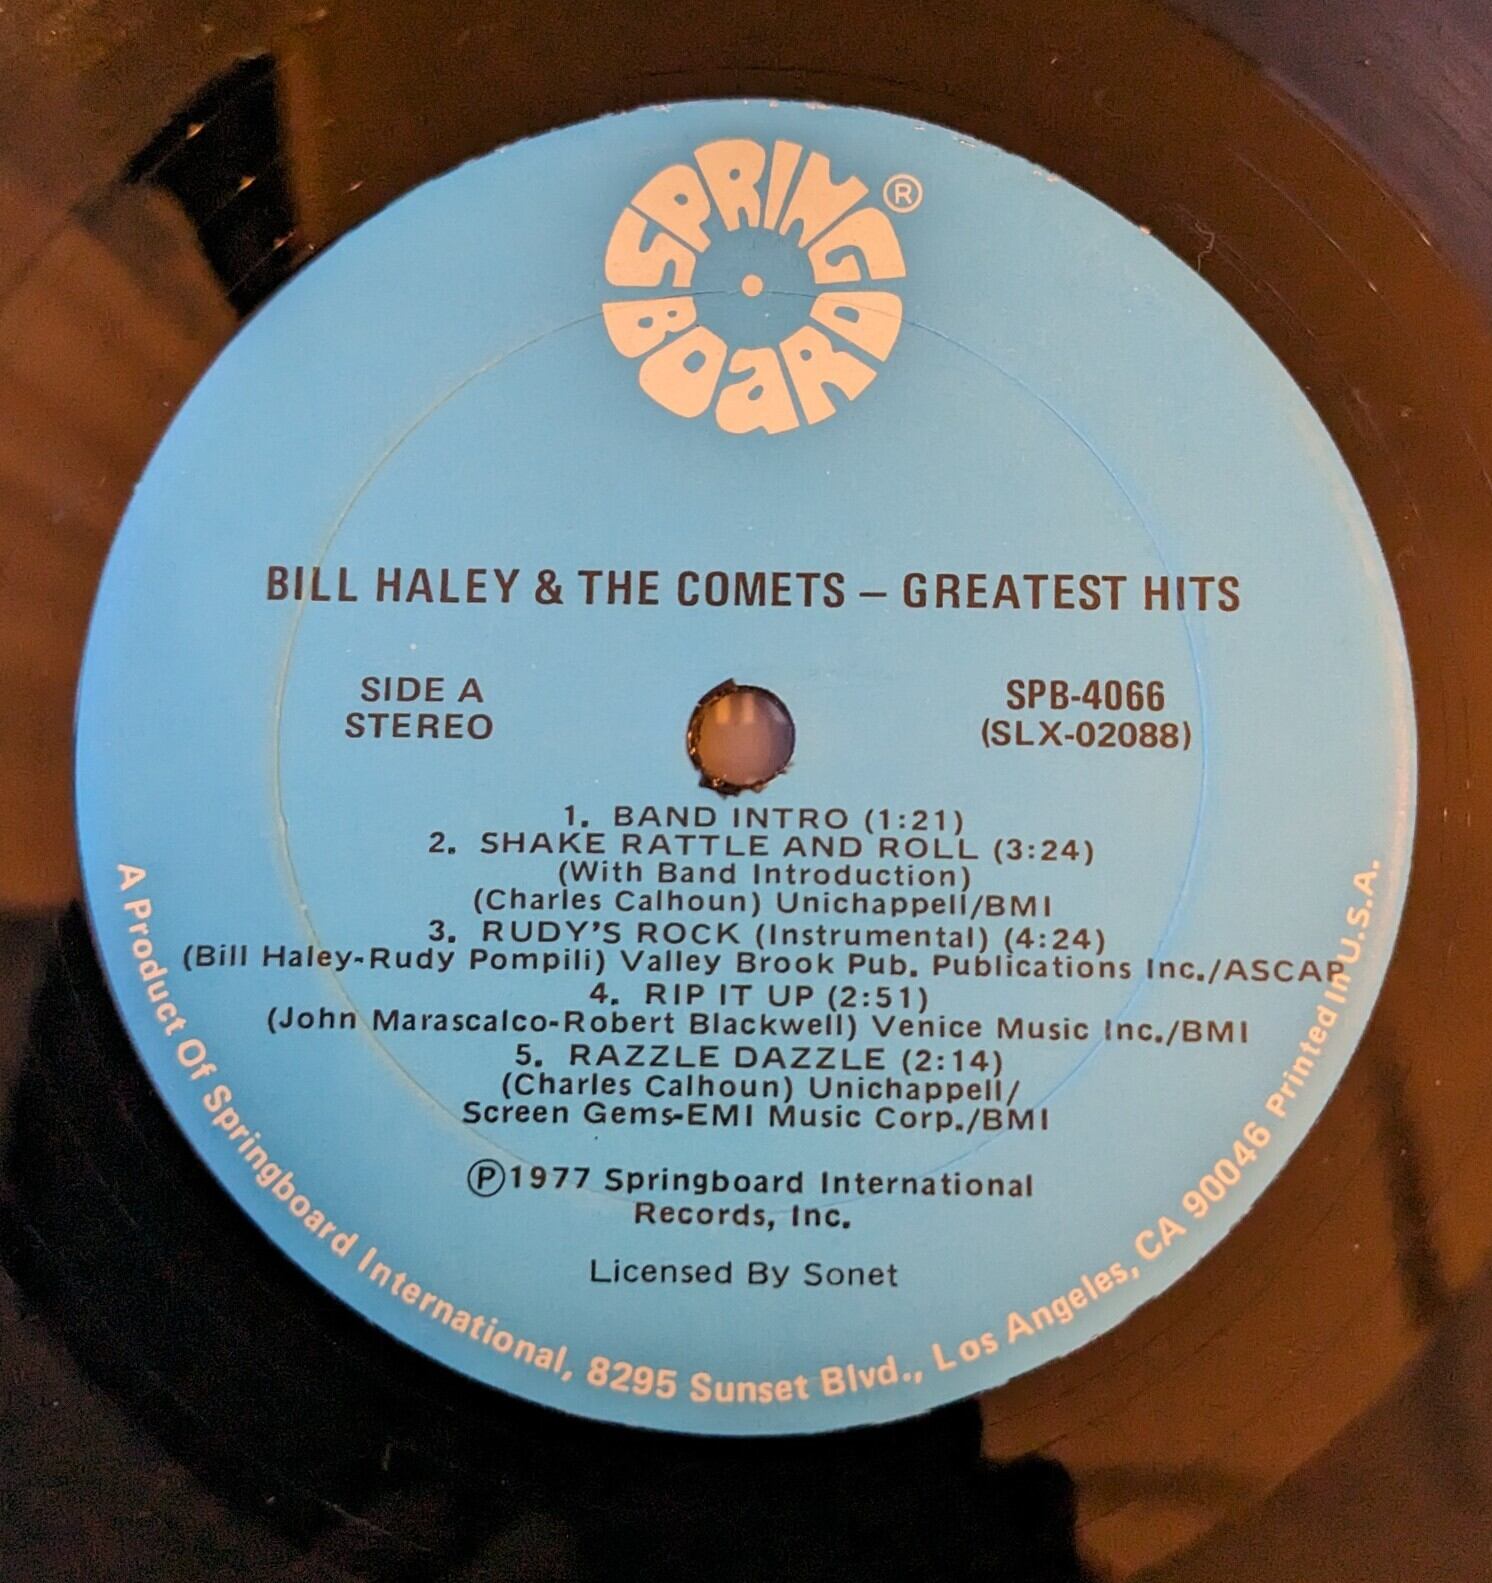 SPRING
BOARD
®
BILL HALEY & THE COMETS – GREATEST HITS
SIDE A
STEREO
SPB-4066
(SLX-02088)
1. BAND INTRO (1:21)
2. SHAKE RATTLE AND ROLL (3:24)
(With Band Introduction)
(Charles Calhoun) Unichappell/BMI
3. RUDY'S ROCK (Instrumental) (4:24)
(Bill Haley-Rudy Pompili) Valley Brook Pub. Publications Inc./ASCAP
4. RIP IT UP (2:51)
(John Marascalco-Robert Blackwell) Venice Music Inc./BMI
5. RAZZLE DAZZLE (2:14)
(Charles Calhoun) Unichappell/
Screen Gems-EMI Music Corp./BMI
Ⓟ1977 Springboard International
Records, Inc.
Licensed By Sonet
A Product Of Springboard International, 8295 Sunset Blvd., Los Angeles, CA 90046 Printed In U.S.A.